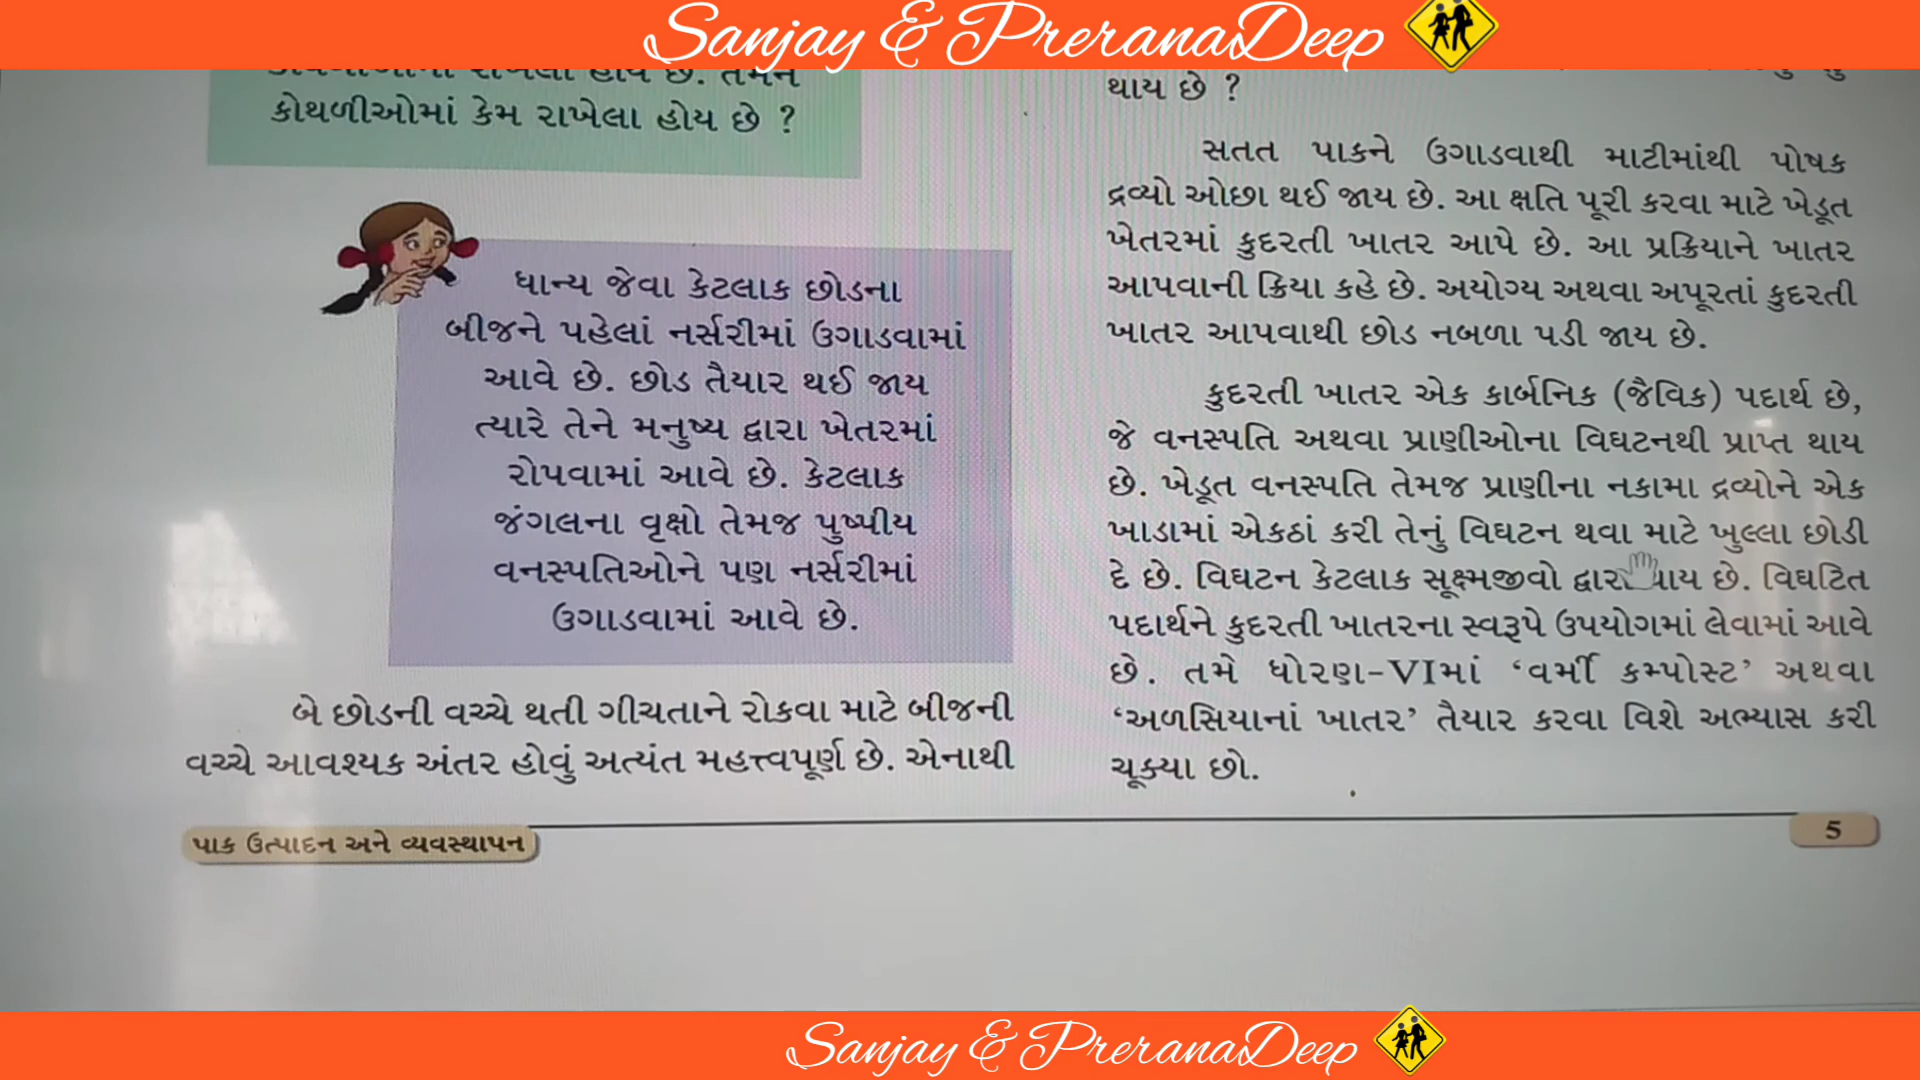 Sanjay & PreranaDeep
કોથળીઓમાં કેમ રાખેલા હોય છે ?
ધાન્ય જેવા કેટલાક છોડના
બીજને પહેલાં નર્સરીમાં ઉગાડવામાં
આવે છે. છોડ તૈયાર થઈ જાય
ત્યારે તેને મનુષ્ય દ્વારા ખેતરમાં
રોપવામાં આવે છે. કેટલાક
જંગલના વૃક્ષો તેમજ પુષ્પીય
વનસ્પતિઓને પણ નર્સરીમાં
ઉગાડવામાં આવે છે.
બે છોડની વચ્ચે થતી ગીચતાને રોકવા માટે બીજની
વચ્ચે આવશ્યક અંતર હોવું અત્યંત મહત્ત્વપૂર્ણ છે. એનાથી
થાય છે ?
સતત પાકને ઉગાડવાથી માટીમાંથી પોષક
દ્રવ્યો ઓછા થઈ જાય છે. આ ક્ષતિ પૂરી કરવા માટે ખેડૂત
ખેતરમાં કુદરતી ખાતર આપે છે. આ પ્રક્રિયાને ખાતર
આપવાની ક્રિયા કહે છે. અયોગ્ય અથવા અપૂરતાં કુદરતી
ખાતર આપવાથી છોડ નબળા પડી જાય છે.
કુદરતી ખાતર એક કાર્બનિક (જૈવિક) પદાર્થ છે,
જે વનસ્પતિ અથવા પ્રાણીઓના વિઘટનથી પ્રાપ્ત થાય
છે. ખેડૂત વનસ્પતિ તેમજ પ્રાણીના નકામા દ્રવ્યોને એક
ખાડામાં એકઠાં કરી તેનું વિઘટન થવા માટે ખુલ્લા છોડી
દે છે. વિઘટન કેટલાક સૂક્ષ્મજીવો દ્વારા થાય છે. વિઘટિત
પદાર્થને કુદરતી ખાતરના સ્વરૂપે ઉપયોગમાં લેવામાં આવે
છે. તમે ધોરણ-VIમાં ‘વર્મી કમ્પોસ્ટ’ અથવા
‘અળસિયાનાં ખાતર’ તૈયાર કરવા વિશે અભ્યાસ કરી
ચૂક્યા છો.
પાક ઉત્પાદન અને વ્યવસ્થાપન
5
Sanjay & PreranaDeep